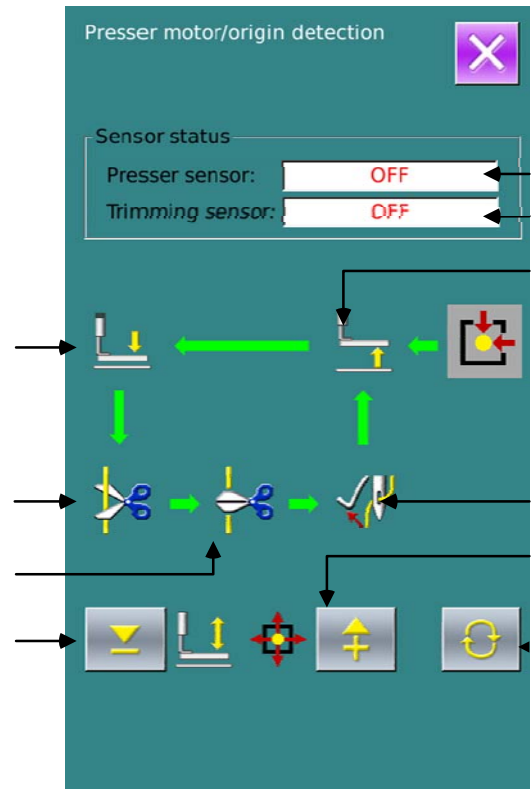 Presser motor/origin detection
Sensor status
Presser sensor: OFF
Trimming sensor: OFF